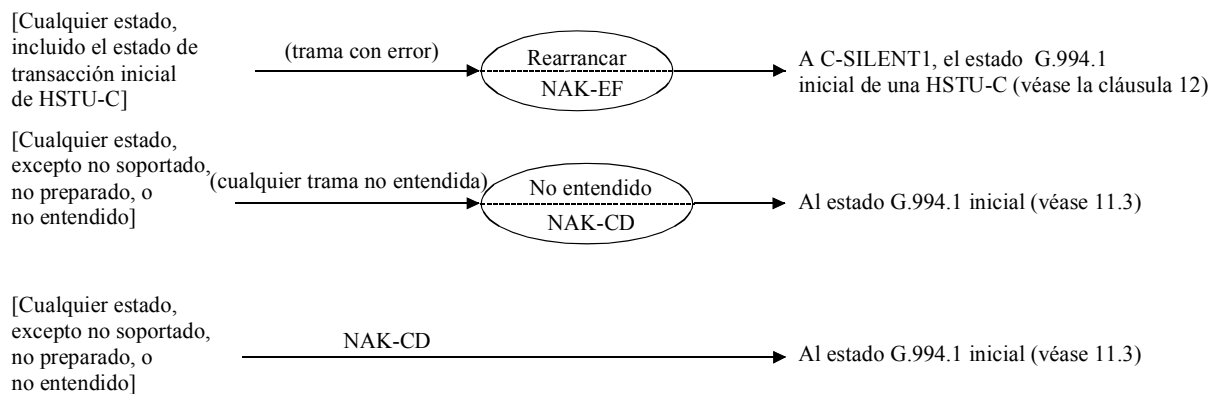 [Cualquier estado,
incluido el estado de
transacción inicial
de HSTU-C]
(trama con error)
Rearrancar
NAK-EF
A C-SILENT1, el estado G.994.1
inicial de una HSTU-C (véase la cláusula 12)
[Cualquier estado,
excepto no soportado,
no preparado, o
no entendido]
(cualquier trama no entendida)
No entendido
NAK-CD
Al estado G.994.1 inicial (véase 11.3)
[Cualquier estado,
excepto no soportado,
no preparado, o
no entendido]
NAK-CD
Al estado G.994.1 inicial (véase 11.3)